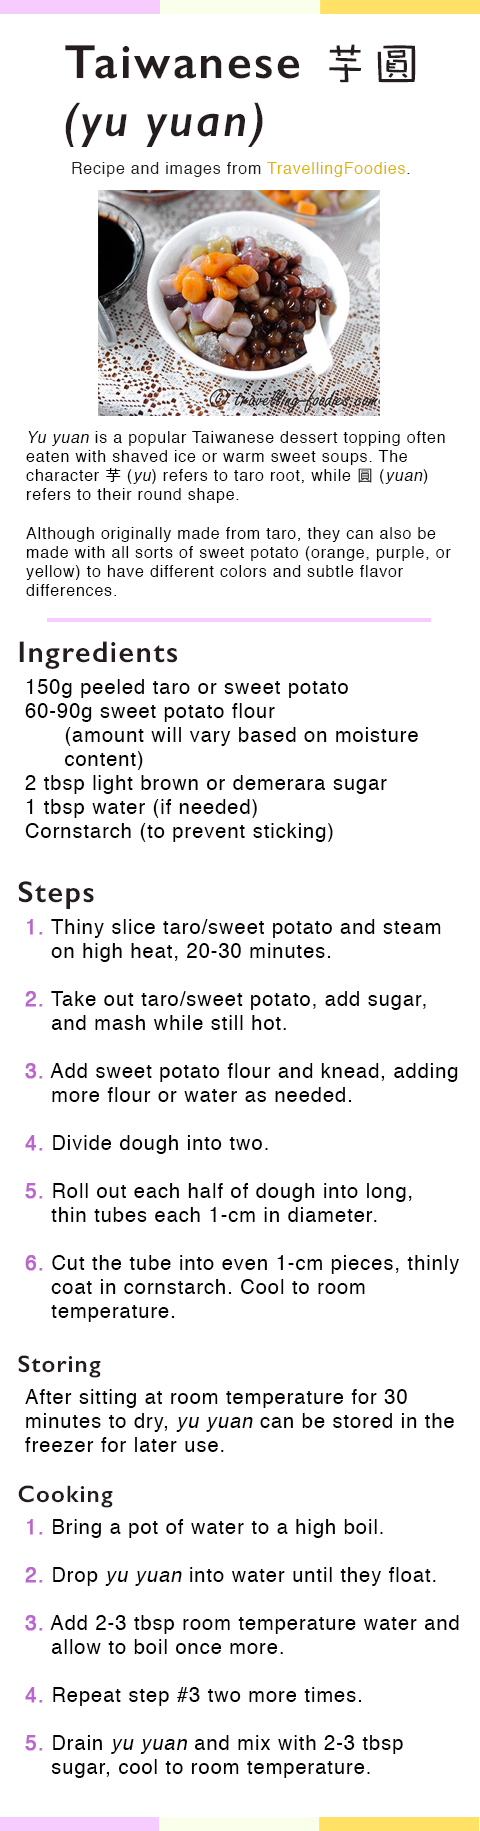 Taiwanese 芋圓
(yu yuan)
Recipe and images from TravellingFoodies.
(c) travelling-foodies.com
Yu yuan is a popular Taiwanese dessert topping often
eaten with shaved ice or warm sweet soups. The
character 芋 (yu) refers to taro root, while 圓 (yuan)
refers to their round shape.
Although originally made from taro, they can also be
made with all sorts of sweet potato (orange, purple, or
yellow) to have different colors and subtle flavor
differences.
Ingredients
150g peeled taro or sweet potato
60-90g sweet potato flour
(amount will vary based on moisture
content)
2 tbsp light brown or demerara sugar
1 tbsp water (if needed)
Cornstarch (to prevent sticking)
Steps
1. Thiny slice taro/sweet potato and steam
on high heat, 20-30 minutes.
2. Take out taro/sweet potato, add sugar,
and mash while still hot.
3. Add sweet potato flour and knead, adding
more flour or water as needed.
4. Divide dough into two.
5. Roll out each half of dough into long,
thin tubes each 1-cm in diameter.
6. Cut the tube into even 1-cm pieces, thinly
coat in cornstarch. Cool to room
temperature.
Storing
After sitting at room temperature for 30
minutes to dry, yu yuan can be stored in the
freezer for later use.
Cooking
1. Bring a pot of water to a high boil.
2. Drop yu yuan into water until they float.
3. Add 2-3 tbsp room temperature water and
allow to boil once more.
4. Repeat step #3 two more times.
5. Drain yu yuan and mix with 2-3 tbsp
sugar, cool to room temperature.